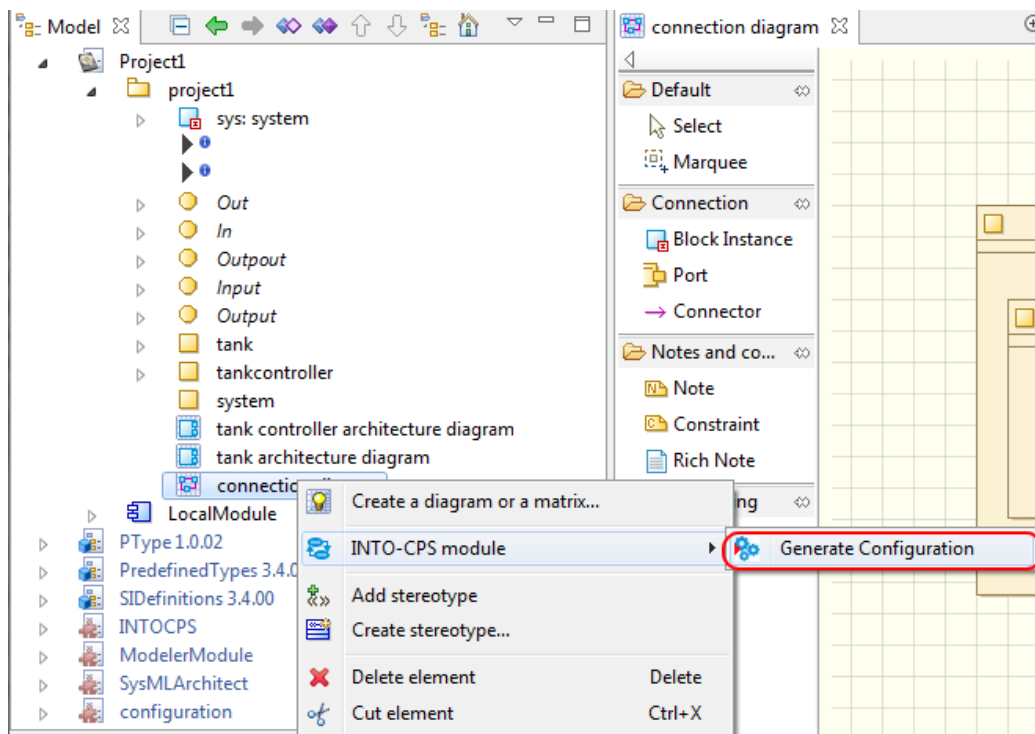 Model
Project1
project1
sys: system
Out
In
Outpout
Input
Output
tank
tankcontroller
system
tank controller architecture diagram
tank architecture diagram
LocalModule
PType 1.0.02
PredefinedTypes 3.4.0
SIDefinitions 3.4.00
INTOCPS
ModelerModule
SysMLArchitect
configuration
Create a diagram or a matrix...
INTO-CPS module
Generate Configuration
Add stereotype
Create stereotype...
Delete element Delete
Cut element Ctrl+X
connection diagram
Default
Select
Marquee
Connection
Block Instance
Port
Connector
Notes and co...
Note
Constraint
Rich Note